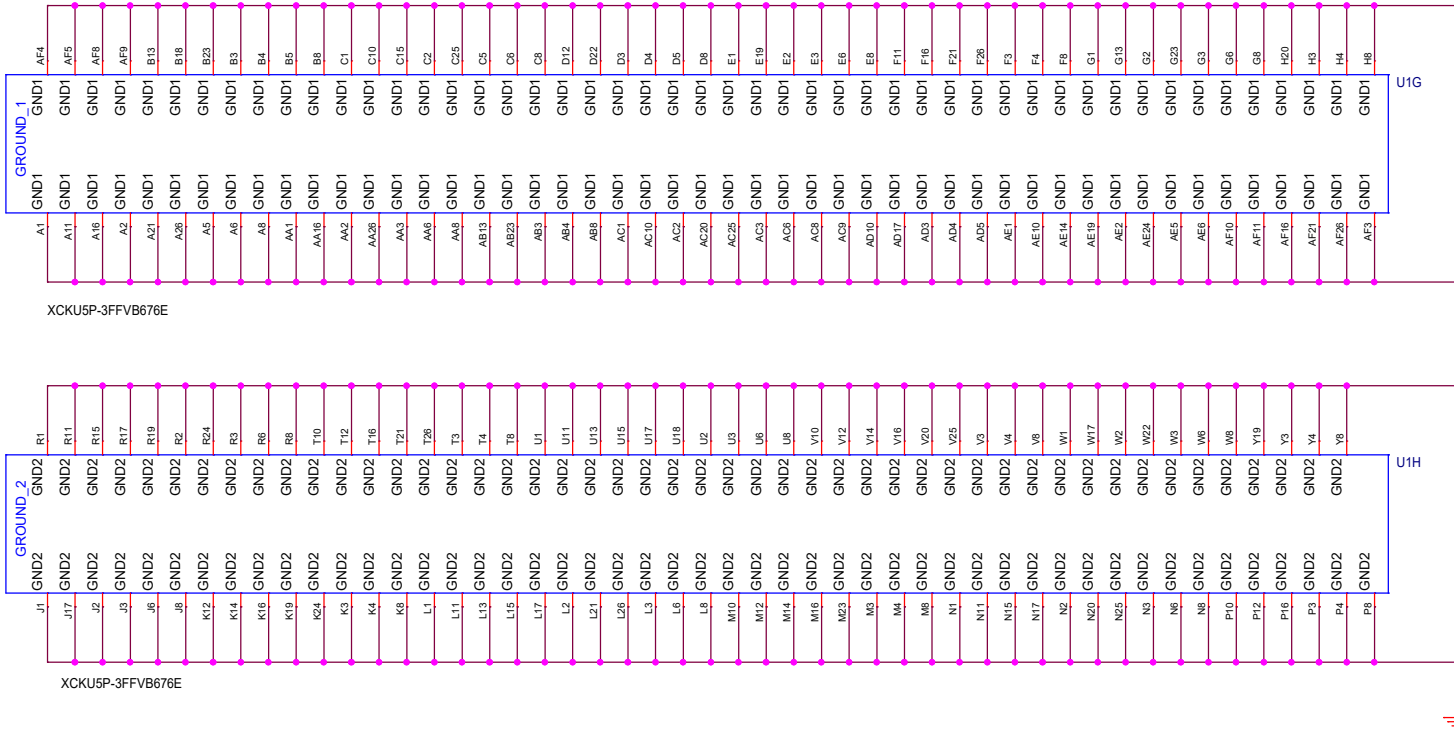 AF4 AF5 AF8 AF9 B13 B18 B23 B3 B4 B5 B8 C1 C10 C15 C2 C25 C5 C6 C8 D12 D22 D3 D4 D5 D8 E1 E19 E2 E3 E6 E8 F11 F16 F21 F26 F3 F4 F8 G1 G13 G2 G23 G3 G6 G8 H20 H3 H4 H8
U1G
GND1 GND1 GND1 GND1 GND1 GND1 GND1 GND1 GND1 GND1 GND1 GND1 GND1 GND1 GND1 GND1 GND1 GND1 GND1 GND1 GND1 GND1 GND1 GND1 GND1 GND1 GND1 GND1 GND1 GND1 GND1 GND1 GND1 GND1 GND1 GND1 GND1 GND1 GND1 GND1 GND1 GND1 GND1 GND1 GND1 GND1 GND1 GND1 GND1
GROUND_1
GND1 GND1 GND1 GND1 GND1 GND1 GND1 GND1 GND1 GND1 GND1 GND1 GND1 GND1 GND1 GND1 GND1 GND1 GND1 GND1 GND1 GND1 GND1 GND1 GND1 GND1 GND1 GND1 GND1 GND1 GND1 GND1 GND1 GND1 GND1 GND1 GND1 GND1 GND1 GND1 GND1 GND1 GND1 GND1 GND1 GND1 GND1 GND1 GND1
A1 A11 A16 A2 A21 A26 A5 A6 A8 AA1 AA16 AA2 AA26 AA3 AA6 AA8 AB13 AB23 AB3 AB4 AB8 AC1 AC10 AC2 AC20 AC25 AC3 AC6 AC8 AC9 AD10 AD17 AD3 AD4 AD5 AE1 AE10 AE14 AE19 AE2 AE24 AE5 AE6 AF10 AF11 AF16 AF21 AF26 AF3
XCKU5P-3FFVB676E
R1 R11 R15 R17 R19 R2 R24 R3 R6 R8 T10 T12 T16 T21 T26 T3 T4 T8 U1 U11 U13 U15 U17 U18 U2 U3 U6 U8 V10 V12 V14 V16 V20 V25 V3 V4 V8 W1 W17 W2 W22 W3 W6 W8 Y19 Y3 Y4 Y8
U1H
GND2 GND2 GND2 GND2 GND2 GND2 GND2 GND2 GND2 GND2 GND2 GND2 GND2 GND2 GND2 GND2 GND2 GND2 GND2 GND2 GND2 GND2 GND2 GND2 GND2 GND2 GND2 GND2 GND2 GND2 GND2 GND2 GND2 GND2 GND2 GND2 GND2 GND2 GND2 GND2 GND2 GND2 GND2 GND2 GND2 GND2 GND2 GND2
GROUND_2
GND2 GND2 GND2 GND2 GND2 GND2 GND2 GND2 GND2 GND2 GND2 GND2 GND2 GND2 GND2 GND2 GND2 GND2 GND2 GND2 GND2 GND2 GND2 GND2 GND2 GND2 GND2 GND2 GND2 GND2 GND2 GND2 GND2 GND2 GND2 GND2 GND2 GND2 GND2 GND2 GND2 GND2 GND2 GND2 GND2 GND2 GND2 GND2 GND2
J1 J17 J2 J3 J6 J8 K12 K14 K16 K19 K24 K3 K4 K8 L1 L11 L13 L15 L17 L2 L21 L26 L3 L6 L8 M10 M12 M14 M16 M23 M3 M4 M8 N1 N11 N15 N17 N2 N20 N25 N3 N6 N8 P10 P12 P16 P3 P4 P8
XCKU5P-3FFVB676E